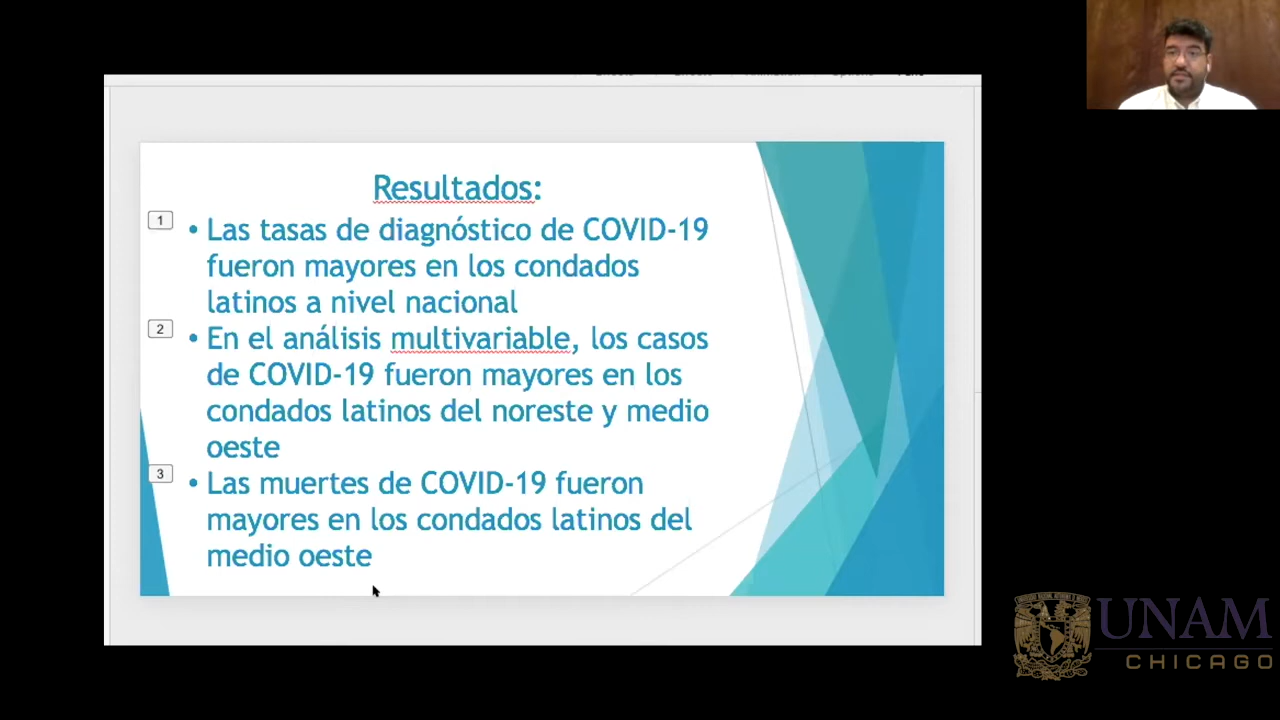 Resultados:
1
• Las tasas de diagnóstico de COVID-19
fueron mayores en los condados
latinos a nivel nacional
2
• En el análisis multivariable, los casos
de COVID-19 fueron mayores en los
condados latinos del noreste y medio
oeste
3
• Las muertes de COVID-19 fueron
mayores en los condados latinos del
medio oeste
UNAM
CHICAGO